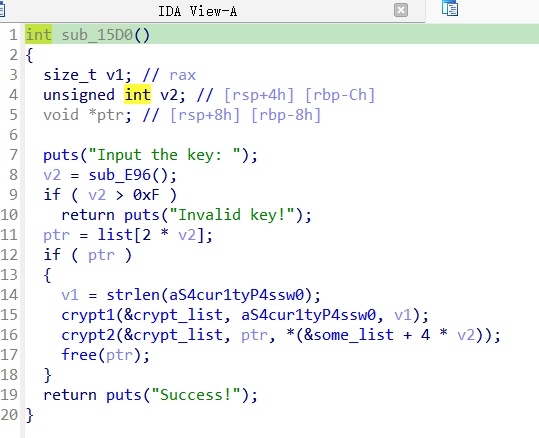 IDA View-A
1 int sub_15D0()
2 {
3 size_t v1; // rax
4 unsigned int v2; // [rsp+4h] [rbp-Ch]
5 void *ptr; // [rsp+8h] [rbp-8h]
6
7 puts("Input the key: ");
8 v2 = sub_E96();
9 if ( v2 > 0xF )
10 return puts("Invalid key!");
11 ptr = list[2 * v2];
12 if ( ptr )
13 {
14 v1 = strlen(aS4cur1tyP4ssw0);
15 crypt1(&crypt_list, aS4cur1tyP4ssw0, v1);
16 crypt2(&crypt_list, ptr, *(&some_list + 4 * v2));
17 free(ptr);
18 }
19 return puts("Success!");
20 }